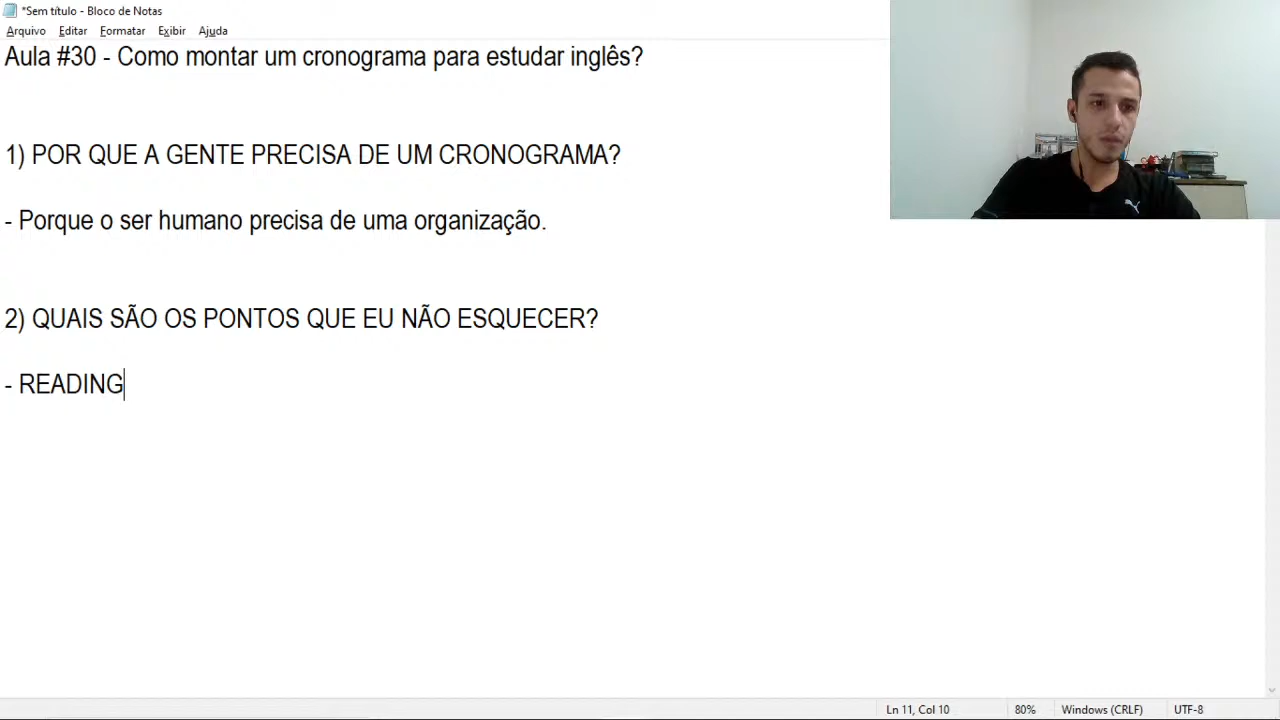 *Sem título - Bloco de Notas
Arquivo Editar Formatar Exibir Ajuda
Aula #30 - Como montar um cronograma para estudar inglês?
1) POR QUE A GENTE PRECISA DE UM CRONOGRAMA?
- Porque o ser humano precisa de uma organização.
2) QUAIS SÃO OS PONTOS QUE EU NÃO ESQUECER?
- READING
Ln 11, Col 10 80% Windows (CRLF) UTF-8